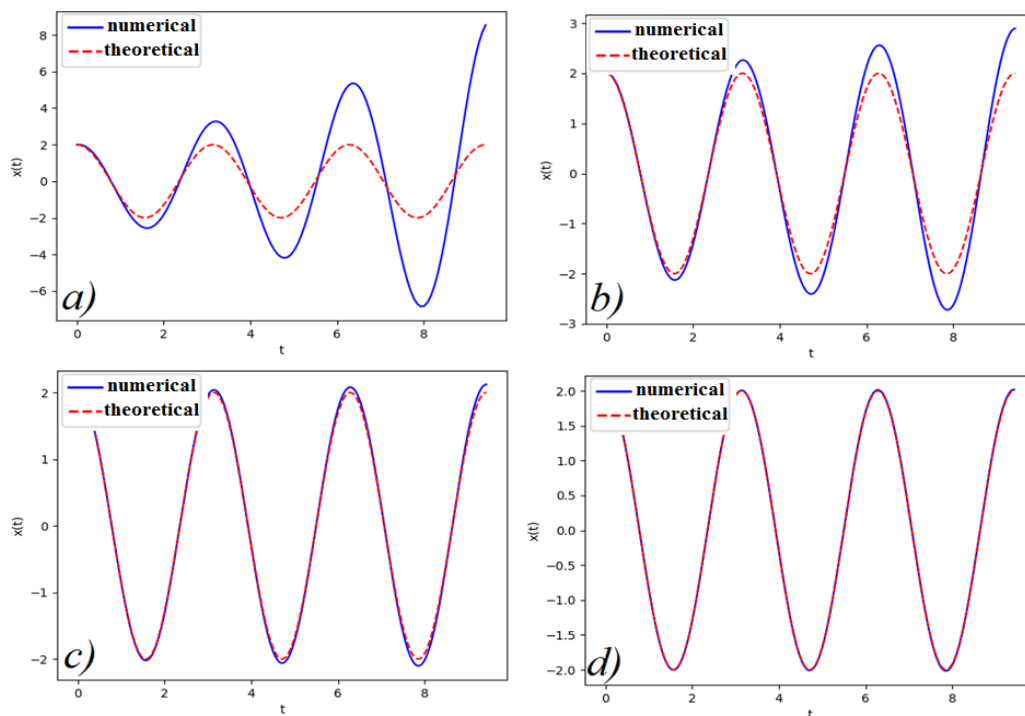 numerical
theoretical
8
6
4
2
0
−2
−4
−6
x(t)
a)
0
2
4
6
8
t
numerical
theoretical
3
2
1
0
−1
−2
−3
x(t)
b)
0
2
4
6
8
t
numerical
theoretical
2
1
0
−1
−2
x(t)
c)
0
2
4
6
8
t
numerical
theoretical
2.0
1.5
1.0
0.5
0.0
−0.5
−1.0
−1.5
−2.0
x(t)
d)
0
2
4
6
8
t